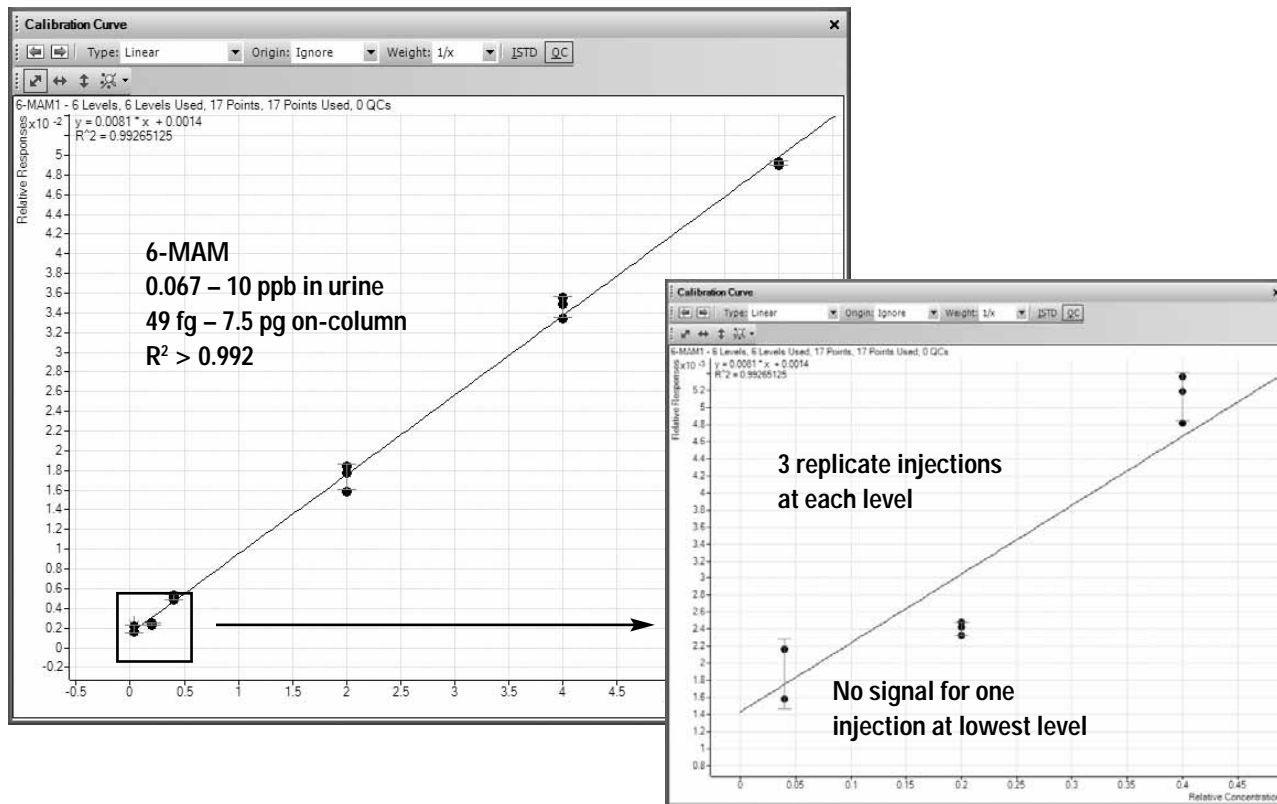 Calibration Curve
Type: Linear Origin: Ignore Weight: 1/x ISTD QC
6-MAM1 - 6 Levels, 6 Levels Used, 17 Points, 17 Points Used, 0 QCs
Relative Responses
x10 -2
y = 0.0081 * x + 0.0014
R^2 = 0.99265125
5
4.8
4.6
4.4
4.2
4
3.8
3.6
3.4
3.2
3
2.8
2.6
2.4
2.2
2
1.8
1.6
1.4
1.2
1
0.8
0.6
0.4
0.2
0
-0.2
-0.5 0 0.5 1 1.5 2 2.5 3 3.5 4 4.5
6-MAM
0.067 – 10 ppb in urine
49 fg – 7.5 pg on-column
R² > 0.992
Calibration Curve
Type: Linear Origin: Ignore Weight: 1/x ISTD QC
6-MAM1 - 6 Levels, 6 Levels Used, 17 Points, 17 Points Used, 0 QCs
Relative Responses
x10 -3
y = 0.0081 * x + 0.0014
R^2 = 0.99265125
5.2
5
4.8
4.6
4.4
4.2
4
3.8
3.6
3.4
3.2
3
2.8
2.6
2.4
2.2
2
1.8
1.6
1.4
1.2
1
0.8
0 0.05 0.1 0.15 0.2 0.25 0.3 0.35 0.4 0.45
Relative Concentration
3 replicate injections
at each level
No signal for one
injection at lowest level